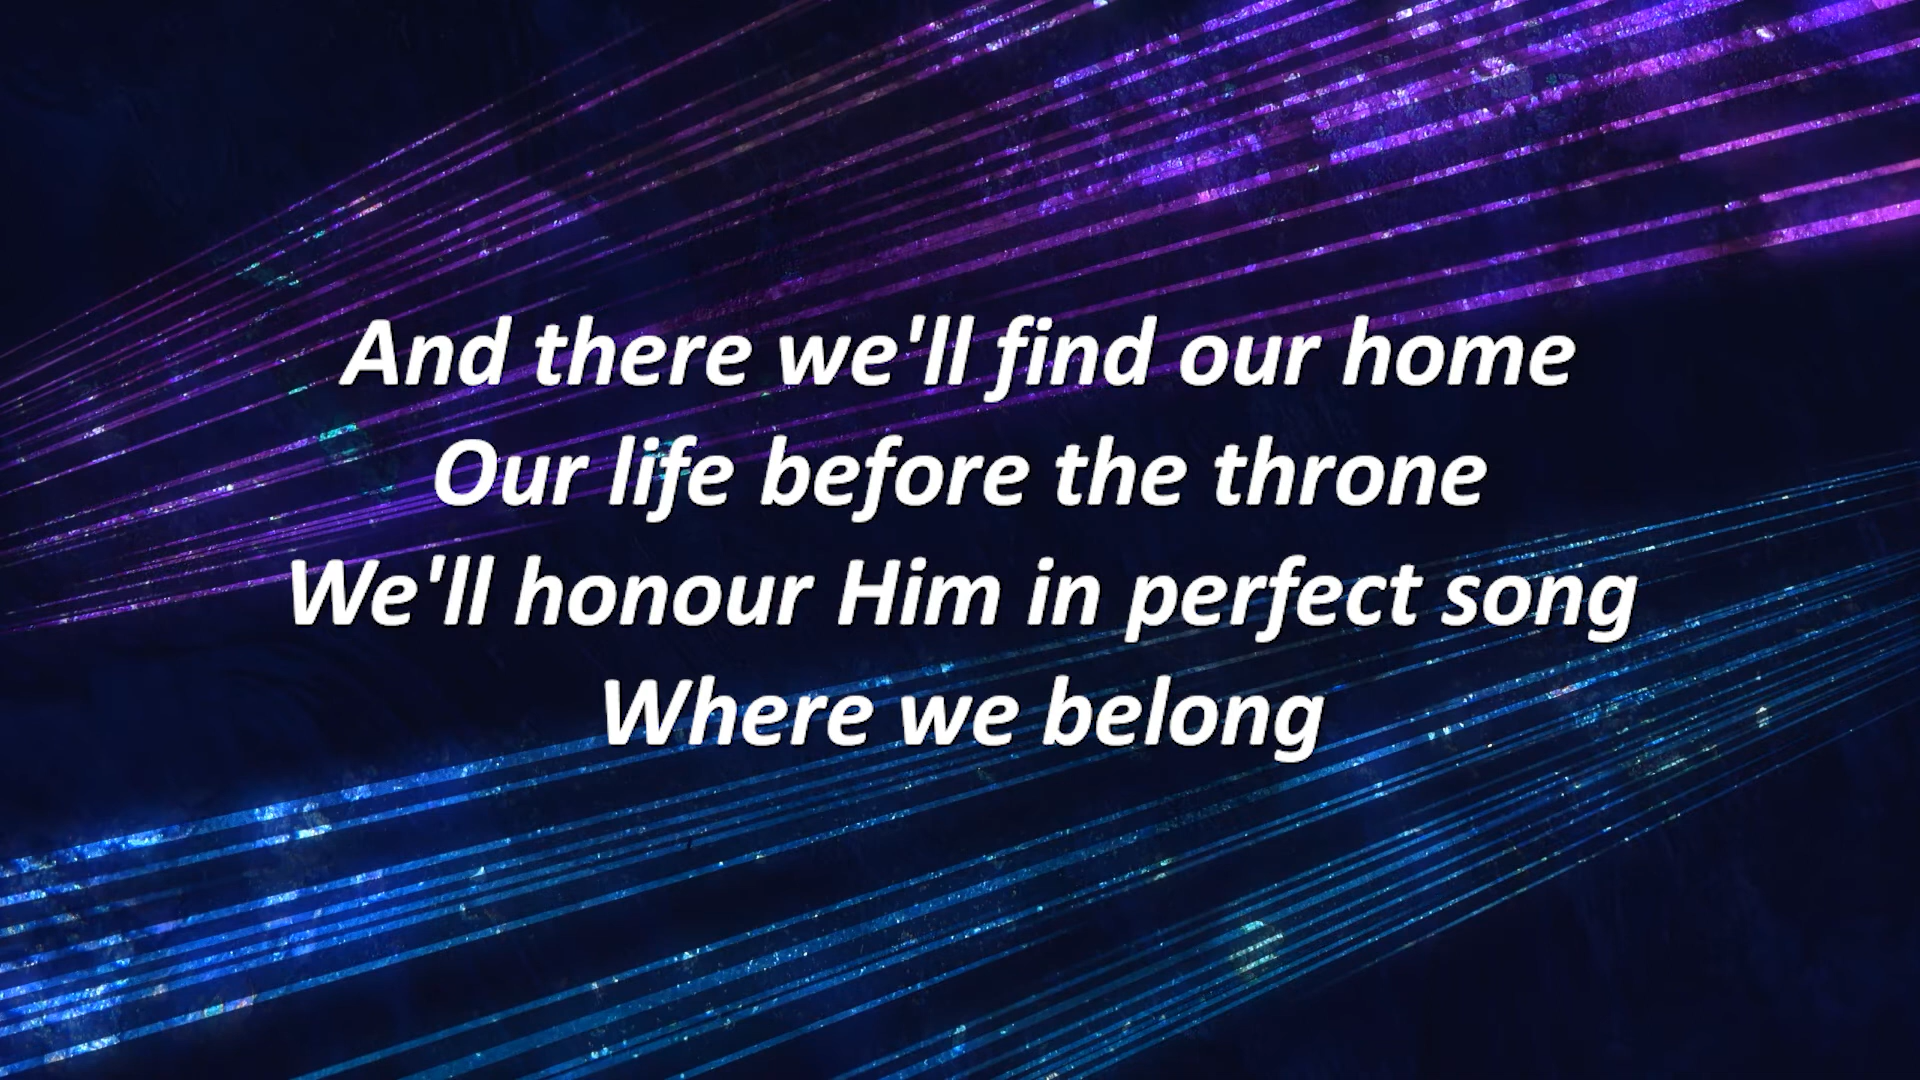 And there we'll find our home
Our life before the throne
We'll honour Him in perfect song
Where we belong